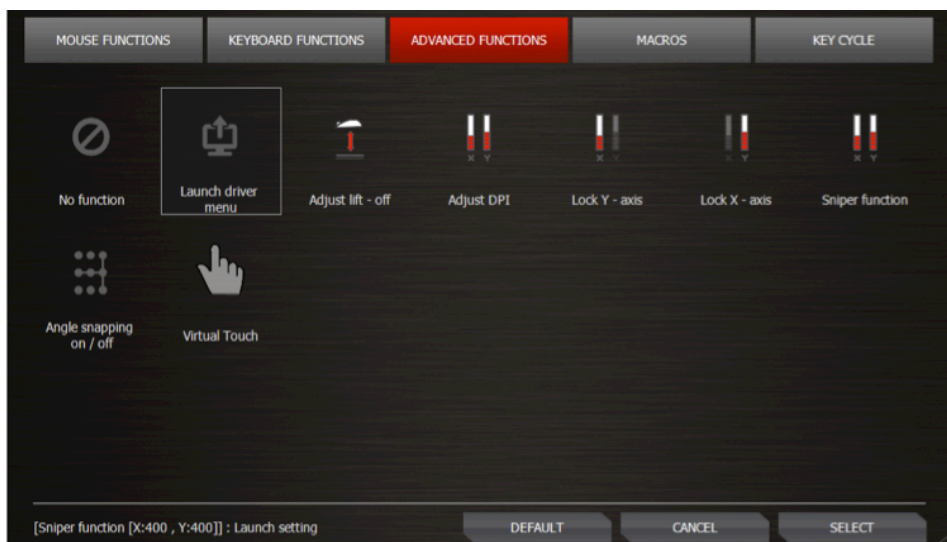 MOUSE FUNCTIONS KEYBOARD FUNCTIONS ADVANCED FUNCTIONS MACROS KEY CYCLE
X Y X Y X Y X Y
No function Launch driver menu Adjust lift - off Adjust DPI Lock Y - axis Lock X - axis Sniper function
Angle snapping on / off Virtual Touch
[Sniper function [X:400 , Y:400]] : Launch setting DEFAULT CANCEL SELECT